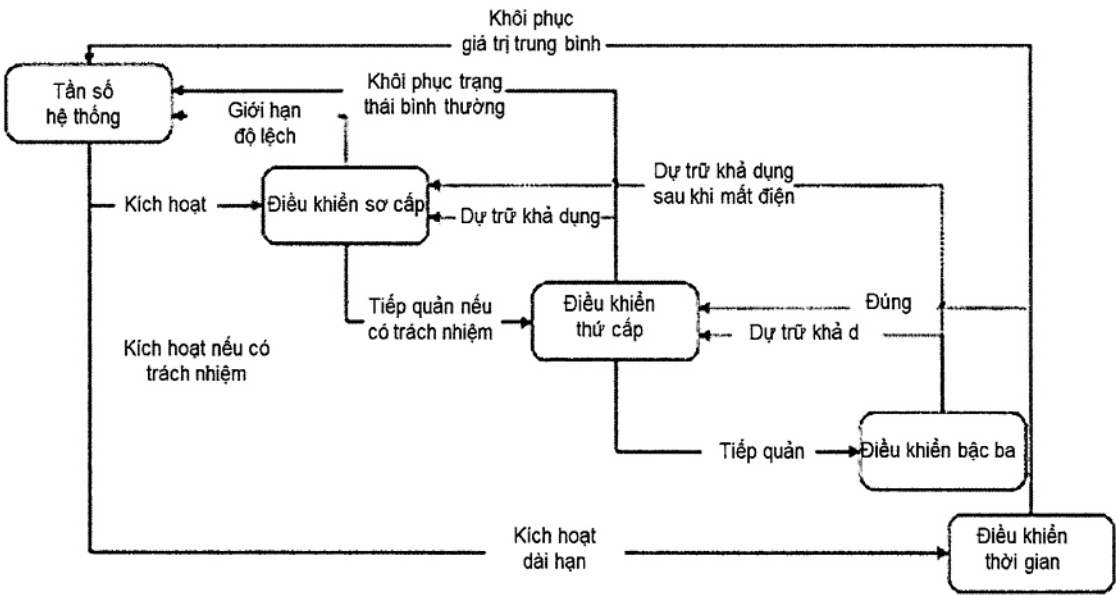 Khôi phục
giá trị trung bình
Tần số
hệ thống
Khôi phục trạng
thái bình thường
Giới hạn
độ lệch
Kích hoạt
Điều khiển sơ cấp
Dự trữ khả dụng
sau khi mất điện
Dự trữ khả dụng
Tiếp quản nếu
có trách nhiệm
Điều khiển
thứ cấp
Đúng
Dự trữ khả d
Kích hoạt nếu có
trách nhiệm
Tiếp quản
Điều khiển bậc ba
Kích hoạt
dài hạn
Điều khiển
thời gian